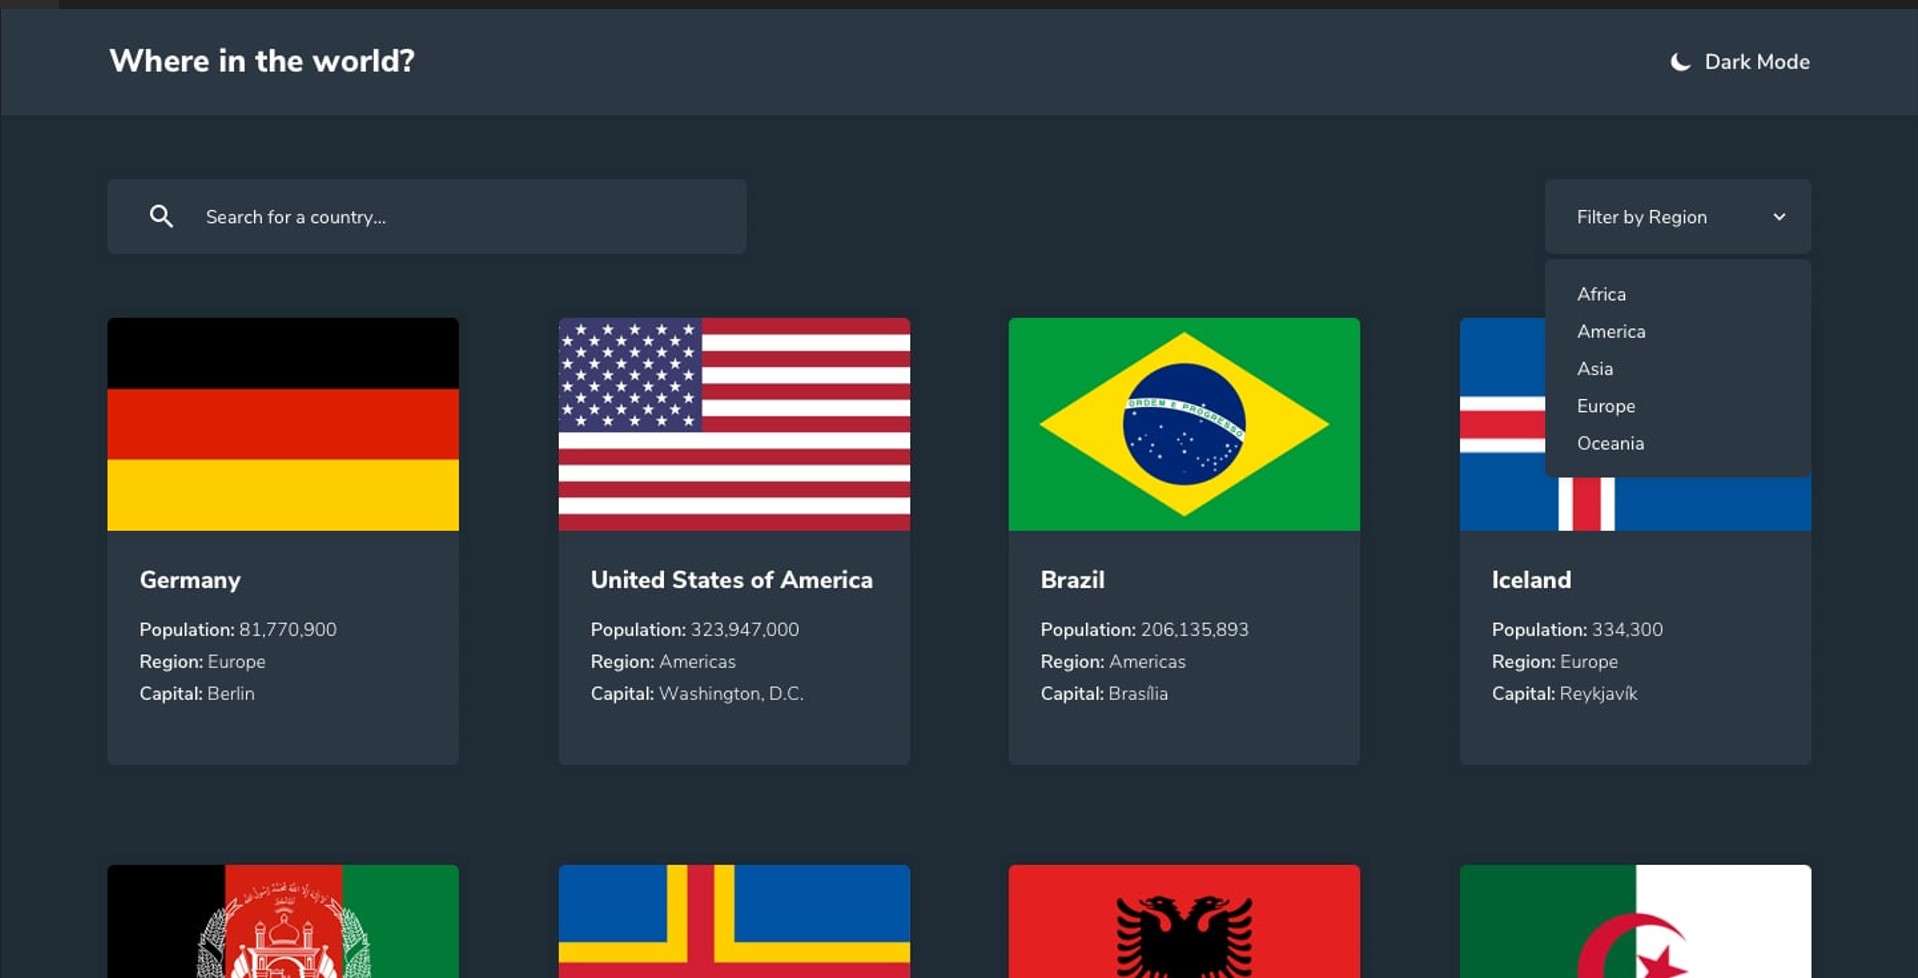 Where in the world?
Dark Mode
Search for a country...
Filter by Region
Africa
America
Asia
Europe
Oceania
ORDEM E PROGRESSO
Germany
Population: 81,770,900
Region: Europe
Capital: Berlin
United States of America
Population: 323,947,000
Region: Americas
Capital: Washington, D.C.
Brazil
Population: 206,135,893
Region: Americas
Capital: Brasília
Iceland
Population: 334,300
Region: Europe
Capital: Reykjavík